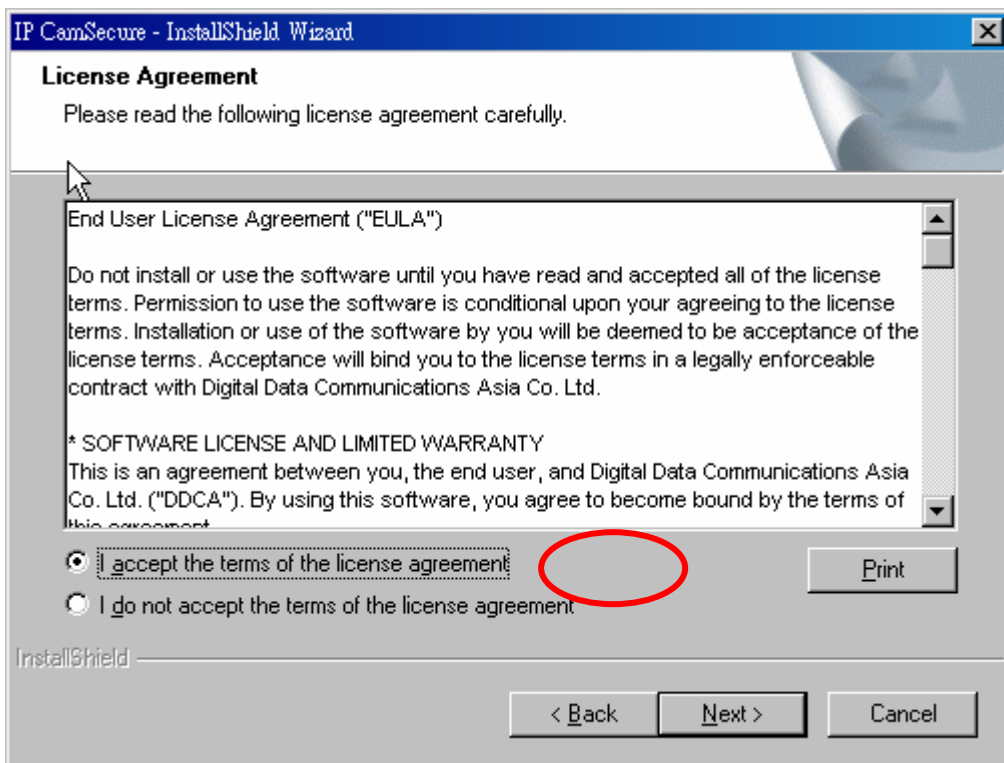 IP CamSecure - InstallShield Wizard
License Agreement
Please read the following license agreement carefully.
End User License Agreement ("EULA")
Do not install or use the software until you have read and accepted all of the license
terms. Permission to use the software is conditional upon your agreeing to the license
terms. Installation or use of the software by you will be deemed to be acceptance of the
license terms. Acceptance will bind you to the license terms in a legally enforceable
contract with Digital Data Communications Asia Co. Ltd.
* SOFTWARE LICENSE AND LIMITED WARRANTY
This is an agreement between you, the end user, and Digital Data Communications Asia
Co. Ltd. ("DDCA"). By using this software, you agree to become bound by the terms of
this agreement
I accept the terms of the license agreement
Print
I do not accept the terms of the license agreement
InstallShield
< Back
Next >
Cancel